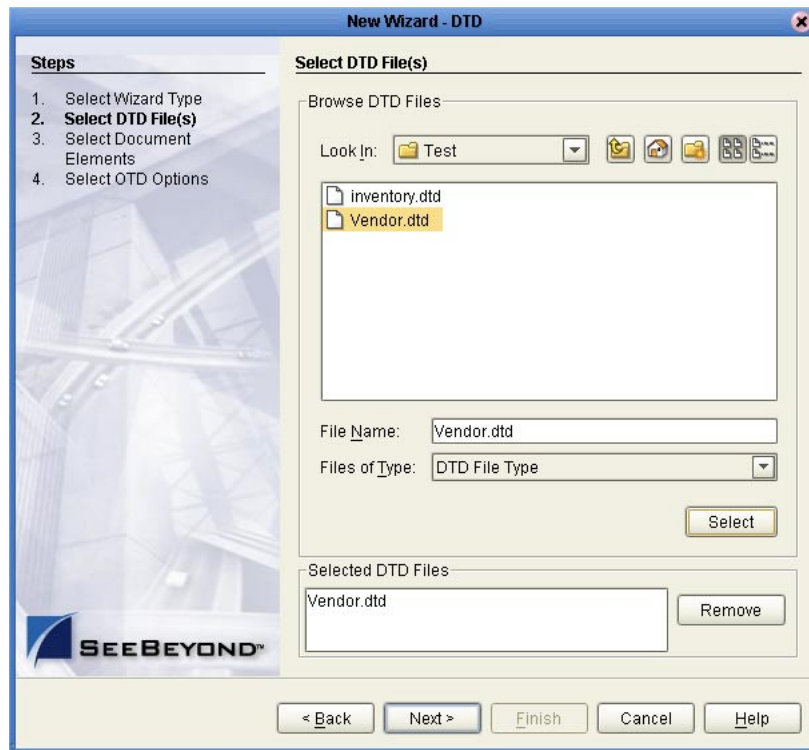 New Wizard - DTD
Steps
1. Select Wizard Type
2. Select DTD File(s)
3. Select Document
Elements
4. Select OTD Options
SEEBEYOND™
Select DTD File(s)
Browse DTD Files
Look In:
Test
inventory.dtd
Vendor.dtd
File Name:
Vendor.dtd
Files of Type:
DTD File Type
Select
Selected DTD Files
Vendor.dtd
Remove
< Back
Next >
Finish
Cancel
Help